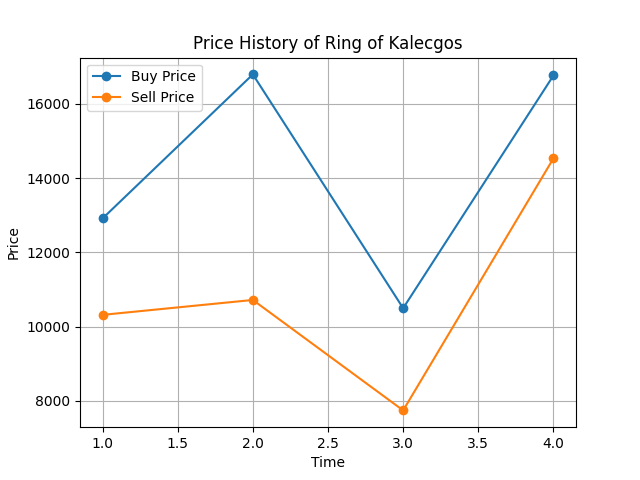 Price History of Ring of Kalecgos
Buy Price
Sell Price
Price
16000
14000
12000
10000
8000
1.0 1.5 2.0 2.5 3.0 3.5 4.0
Time